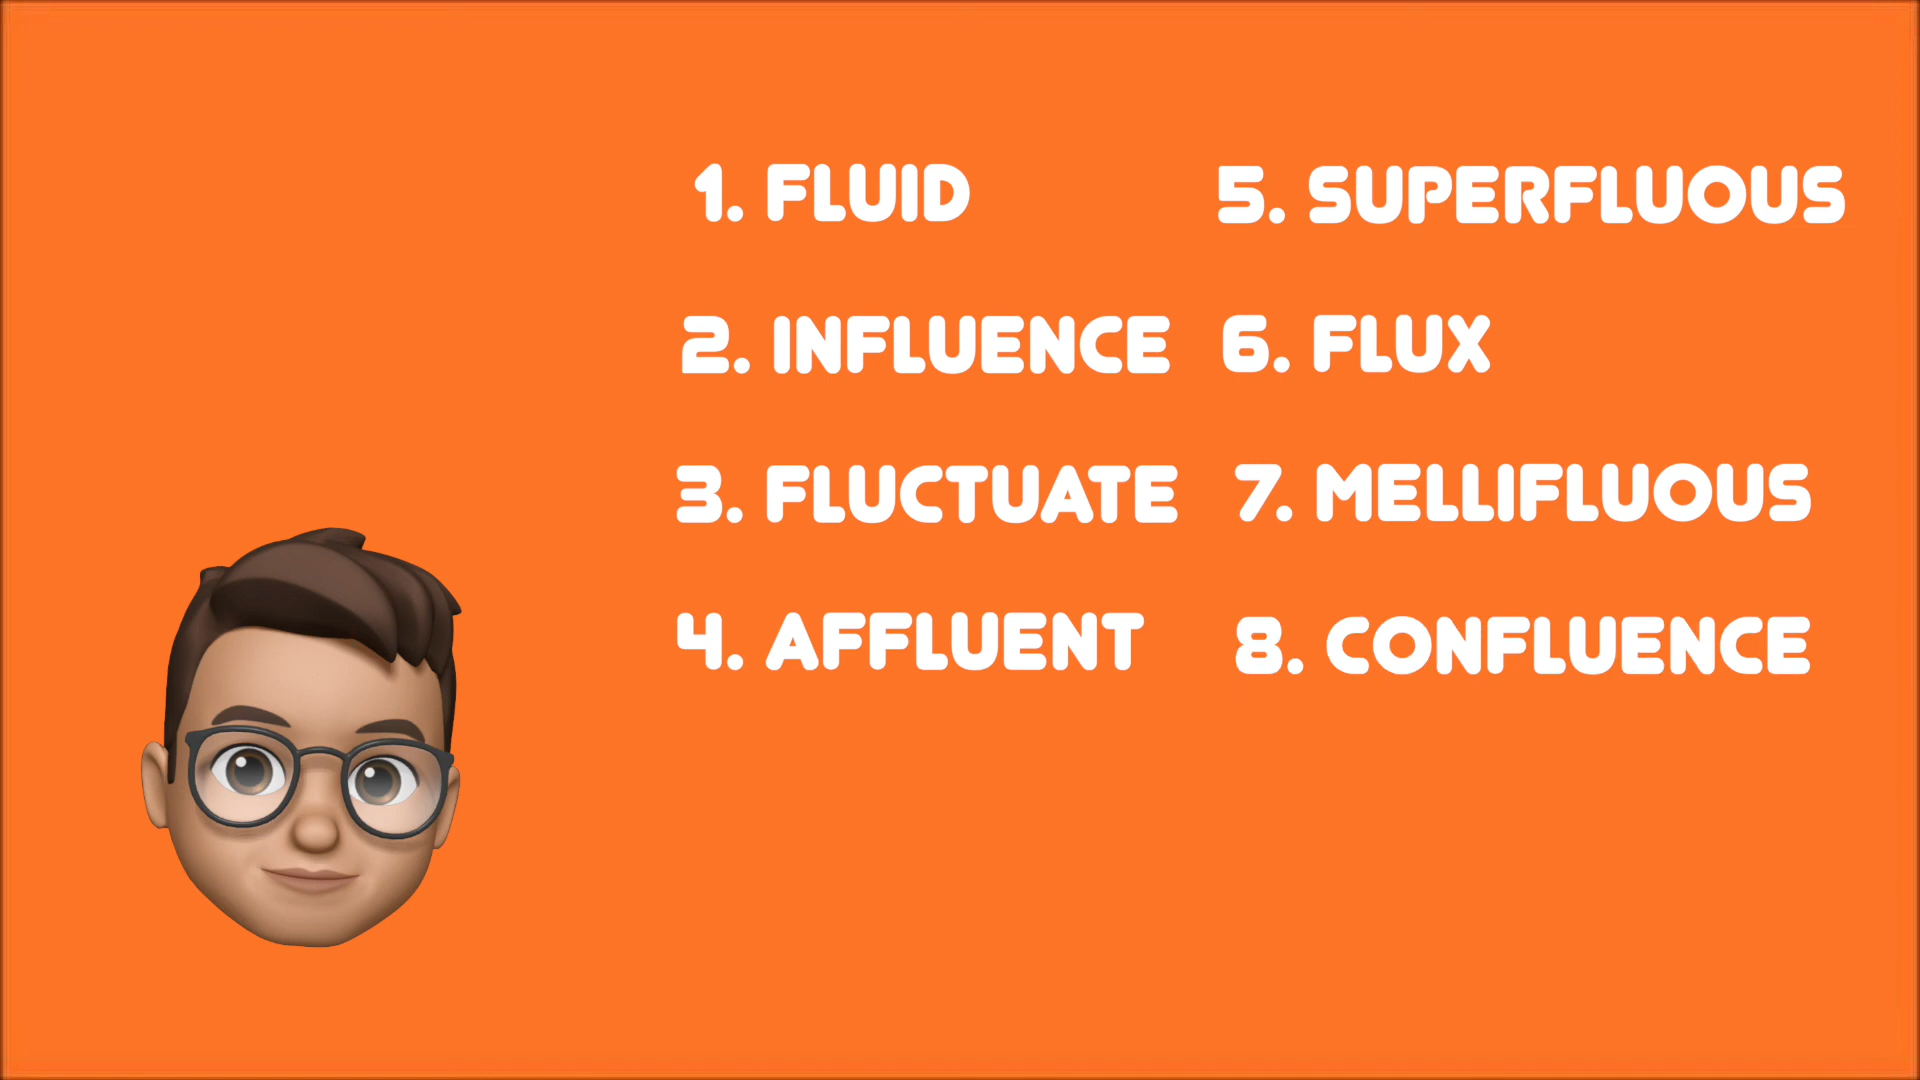 1. FLUID
2. INFLUENCE
3. FLUCTUATE
4. AFFLUENT
5. SUPERFLUOUS
6. FLUX
7. MELLIFLUOUS
8. CONFLUENCE